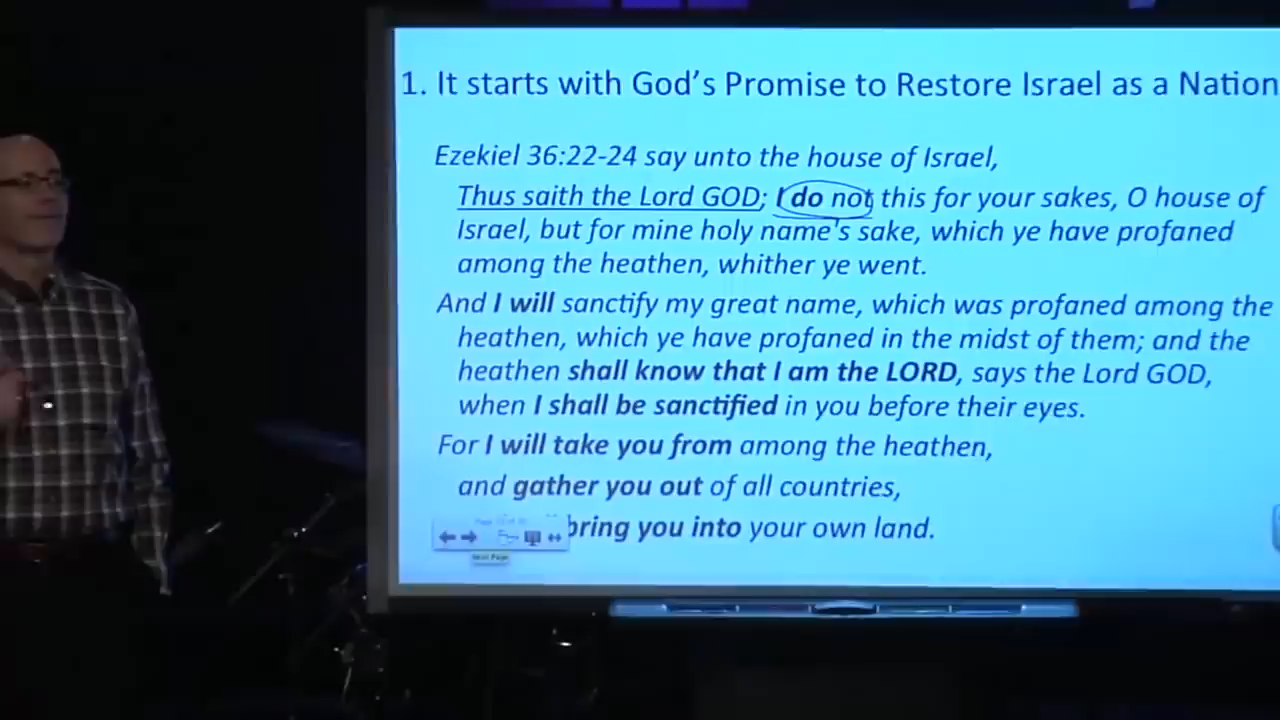 1. It starts with God's Promise to Restore Israel as a Nation
Ezekiel 36:22-24 say unto the house of Israel,
Thus saith the Lord GOD; I do not this for your sakes, O house of
Israel, but for mine holy name's sake, which ye have profaned
among the heathen, whither ye went.
And I will sanctify my great name, which was profaned among the
heathen, which ye have profaned in the midst of them; and the
heathen shall know that I am the LORD, says the Lord GOD,
when I shall be sanctified in you before their eyes.
For I will take you from among the heathen,
and gather you out of all countries,
bring you into your own land.
Next Page